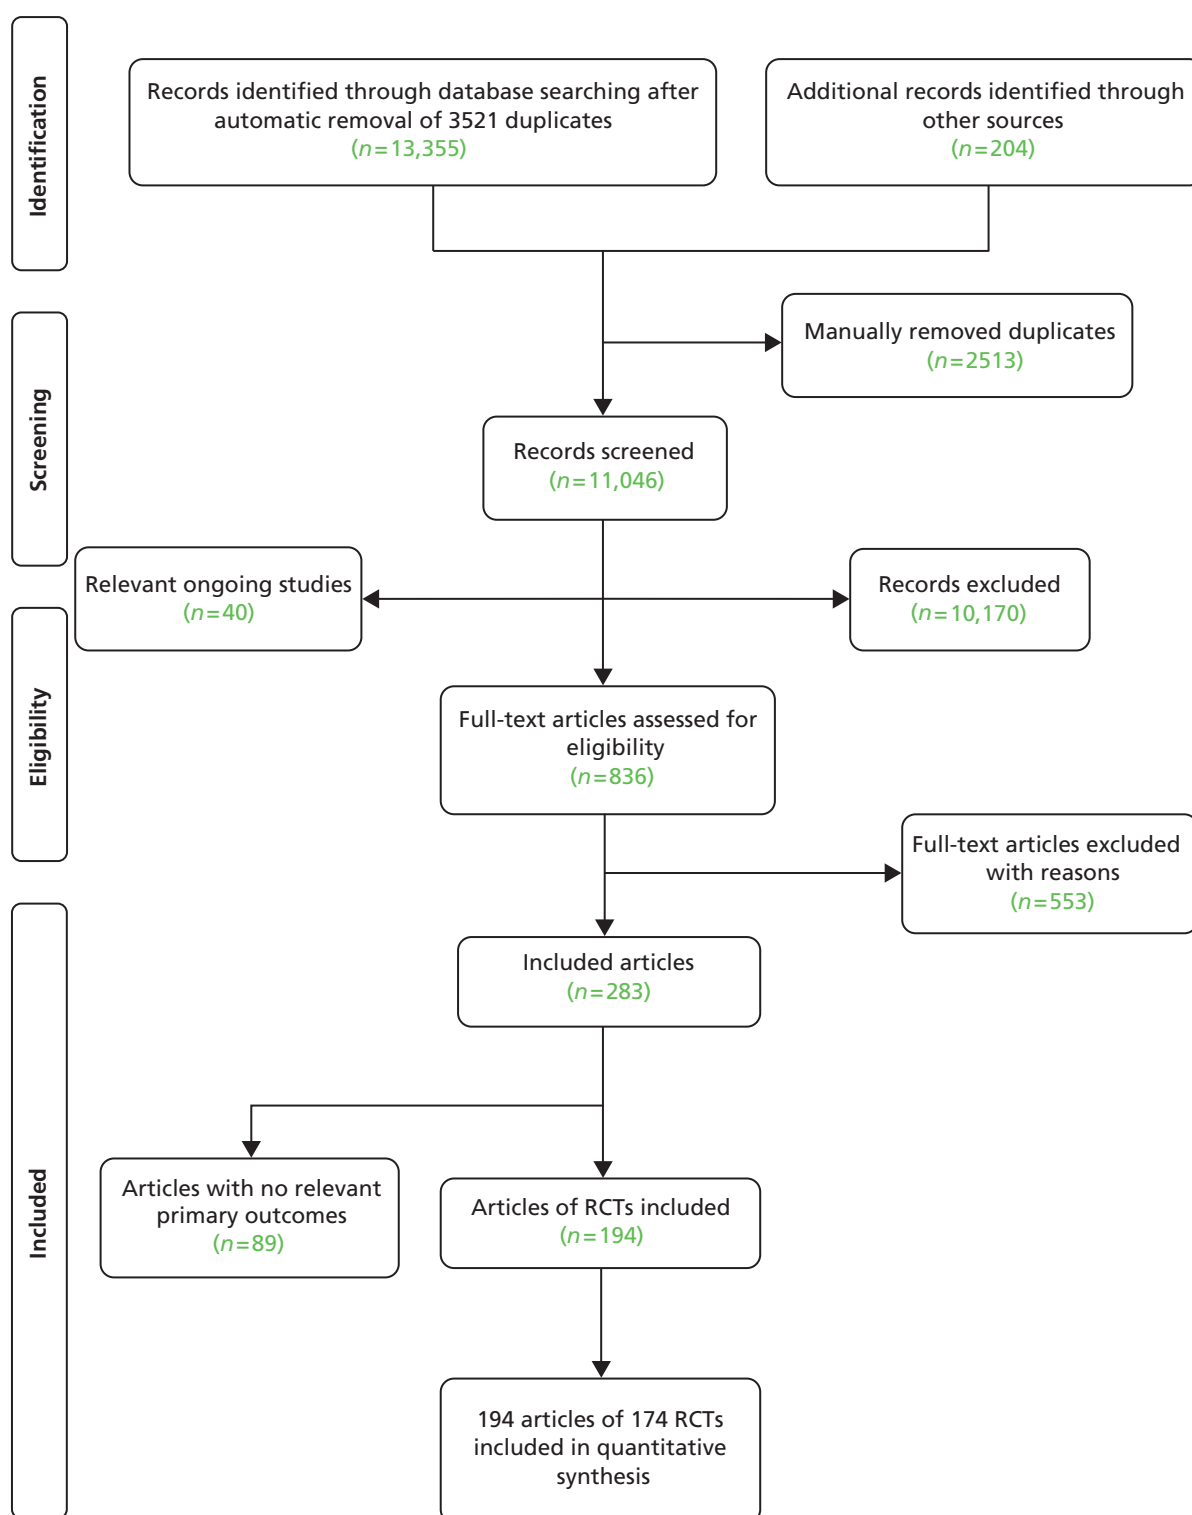 Identification
Records identified through database searching after
automatic removal of 3521 duplicates
(n=13,355)
Additional records identified through
other sources
(n=204)
Screening
Manually removed duplicates
(n=2513)
Records screened
(n=11,046)
Relevant ongoing studies
(n=40)
Records excluded
(n=10,170)
Eligibility
Full-text articles assessed for
eligibility
(n=836)
Full-text articles excluded
with reasons
(n=553)
Included
Included articles
(n=283)
Articles with no relevant
primary outcomes
(n=89)
Articles of RCTs included
(n=194)
194 articles of 174 RCTs
included in quantitative
synthesis